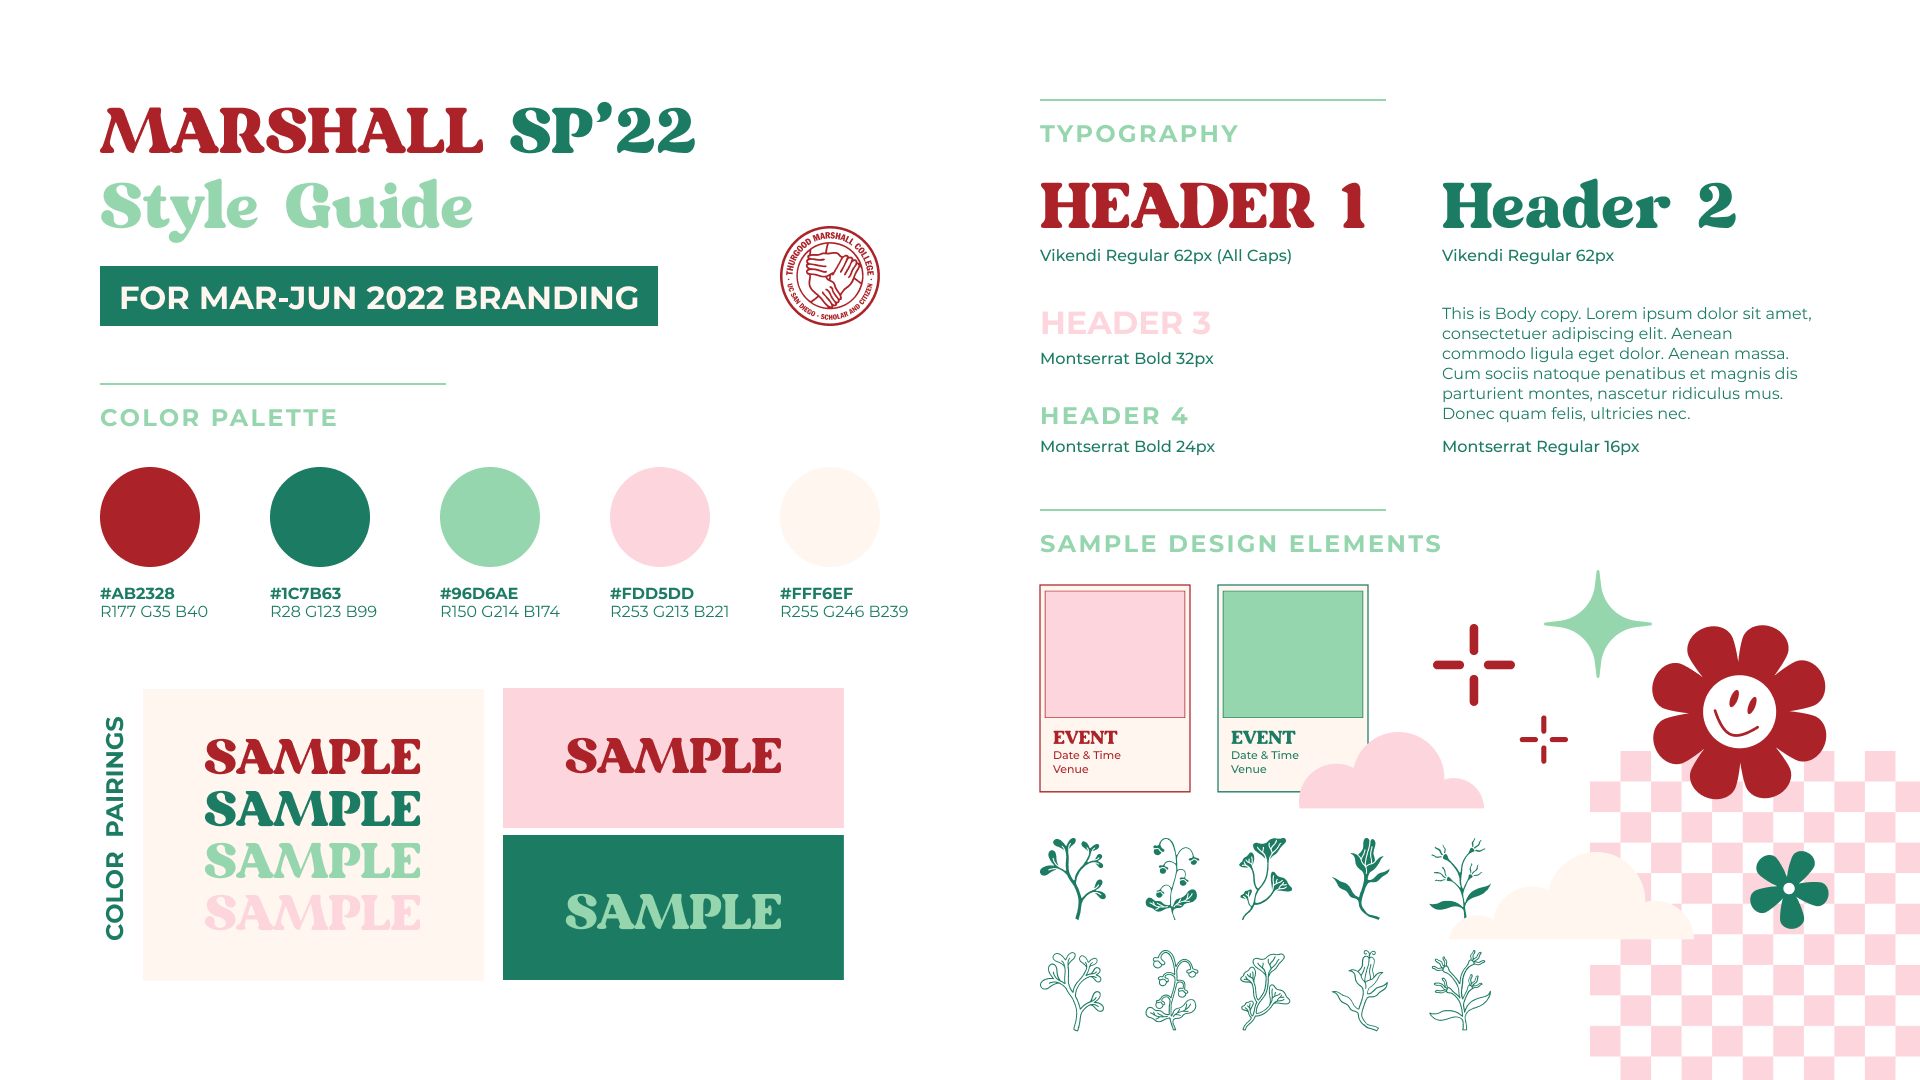 MARSHALL SP’22
Style Guide
FOR MAR-JUN 2022 BRANDING
THURGOOD MARSHALL COLLEGE
UC SAN DIEGO · SCHOLAR AND CITIZEN
COLOR PALETTE
#AB2328
R177 G35 B40
#1C7B63
R28 G123 B99
#96D6AE
R150 G214 B174
#FDD5DD
R253 G213 B221
#FFF6EF
R255 G246 B239
COLOR PAIRINGS
SAMPLE
SAMPLE
SAMPLE
SAMPLE
SAMPLE
SAMPLE
TYPOGRAPHY
HEADER 1
Vikendi Regular 62px (All Caps)
Header 2
Vikendi Regular 62px
HEADER 3
Montserrat Bold 32px
HEADER 4
Montserrat Bold 24px
This is Body copy. Lorem ipsum dolor sit amet,
consectetuer adipiscing elit. Aenean
commodo ligula eget dolor. Aenean massa.
Cum sociis natoque penatibus et magnis dis
parturient montes, nascetur ridiculus mus.
Donec quam felis, ultricies nec.
Montserrat Regular 16px
SAMPLE DESIGN ELEMENTS
EVENT
Date & Time
Venue
EVENT
Date & Time
Venue